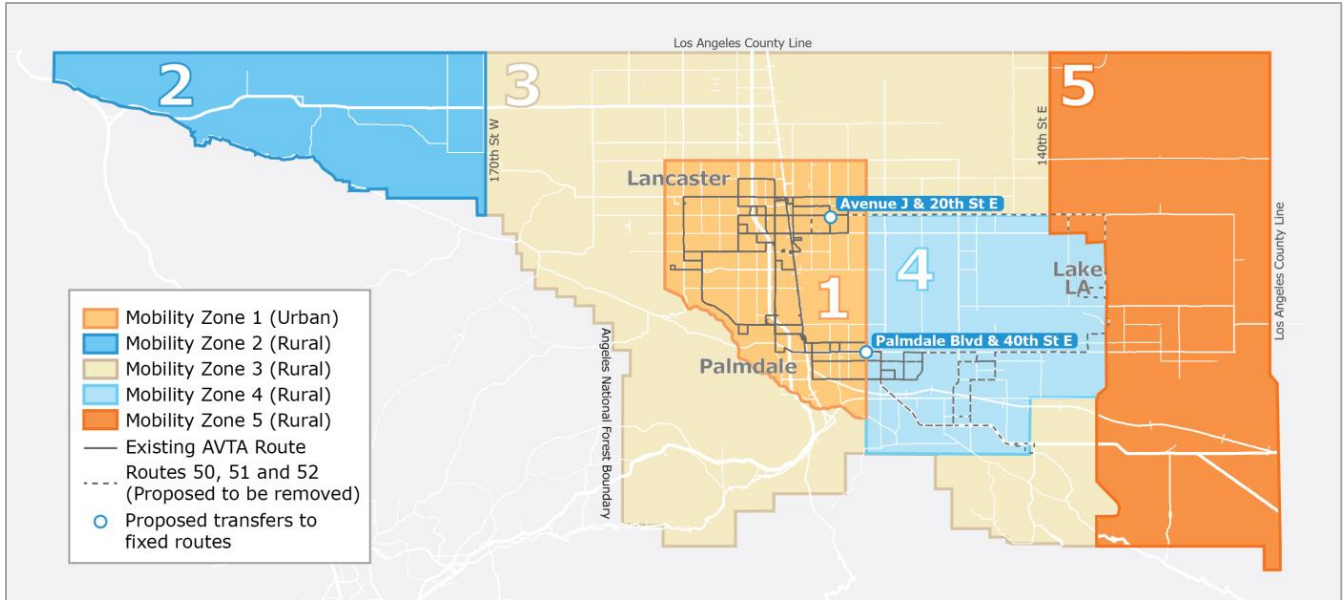 Los Angeles County Line
2
3
5
170th St W
140th St E
Lancaster
Avenue J & 20th St E
4
Lake
LA
Los Angeles County Line
1
Mobility Zone 1 (Urban)
Mobility Zone 2 (Rural)
Mobility Zone 3 (Rural)
Mobility Zone 4 (Rural)
Mobility Zone 5 (Rural)
Existing AVTA Route
Routes 50, 51 and 52
(Proposed to be removed)
Proposed transfers to
fixed routes
Angeles National Forest Boundary
Palmdale Blvd & 40th St E
Palmdale